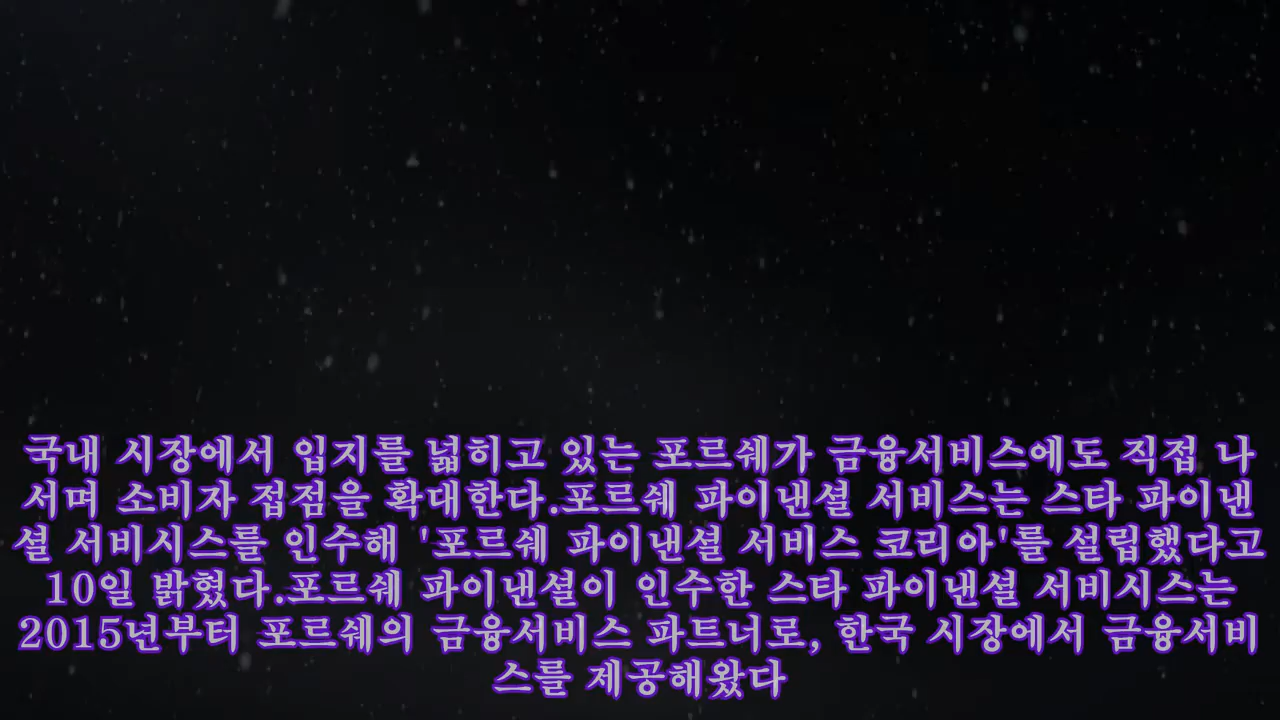 국내 시장에서 입지를 넓히고 있는 포르쉐가 금융서비스에도 직접 나
서며 소비자 접점을 확대한다.포르쉐 파이낸셜 서비스는 스타 파이낸
셜 서비시스를 인수해 '포르쉐 파이낸셜 서비스 코리아'를 설립했다고
10일 밝혔다.포르쉐 파이낸셜이 인수한 스타 파이낸셜 서비시스는
2015년부터 포르쉐의 금융서비스 파트너로, 한국 시장에서 금융서비
스를 제공해왔다